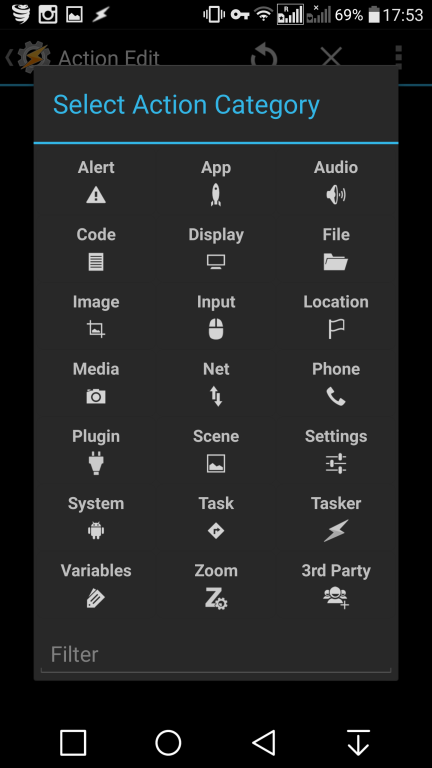 69% 17:53
Action Edit
Select Action Category
Alert App Audio
Code Display File
Image Input Location
Media Net Phone
Plugin Scene Settings
System Task Tasker
Variables Zoom 3rd Party
Filter